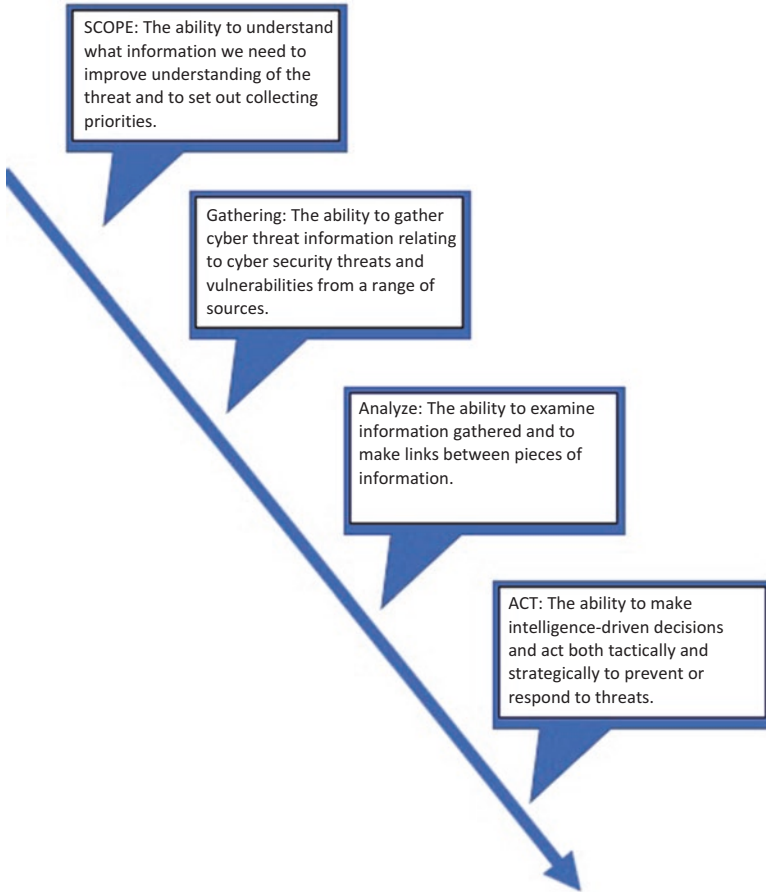 SCOPE: The ability to understand
what information we need to
improve understanding of the
threat and to set out collecting
priorities.
Gathering: The ability to gather
cyber threat information relating
to cyber security threats and
vulnerabilities from a range of
sources.
Analyze: The ability to examine
information gathered and to
make links between pieces of
information.
ACT: The ability to make
intelligence-driven decisions
and act both tactically and
strategically to prevent or
respond to threats.